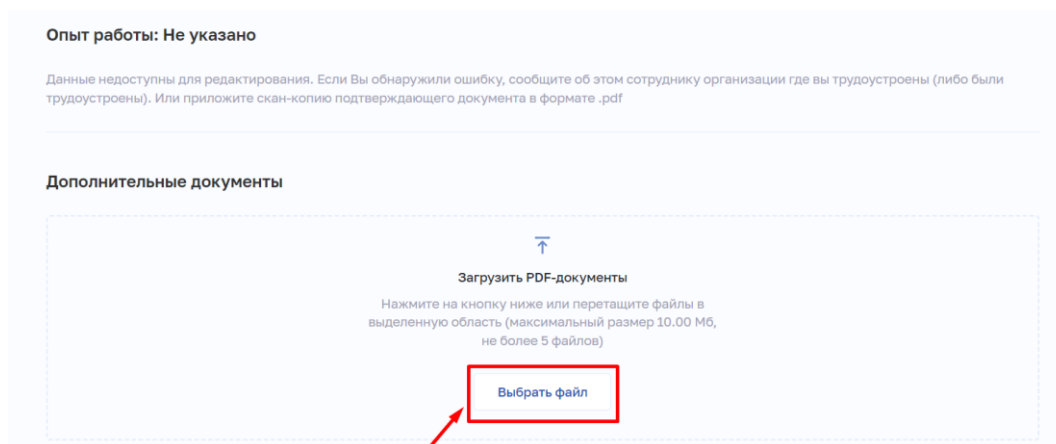 Опыт работы: Не указано
Данные недоступны для редактирования. Если Вы обнаружили ошибку, сообщите об этом сотруднику организации где вы трудоустроены (либо были
трудоустроены). Или приложите скан-копию подтверждающего документа в формате .pdf
Дополнительные документы
Загрузить PDF-документы
Нажмите на кнопку ниже или перетащите файлы в
выделенную область (максимальный размер 10.00 Мб,
не более 5 файлов)
Выбрать файл